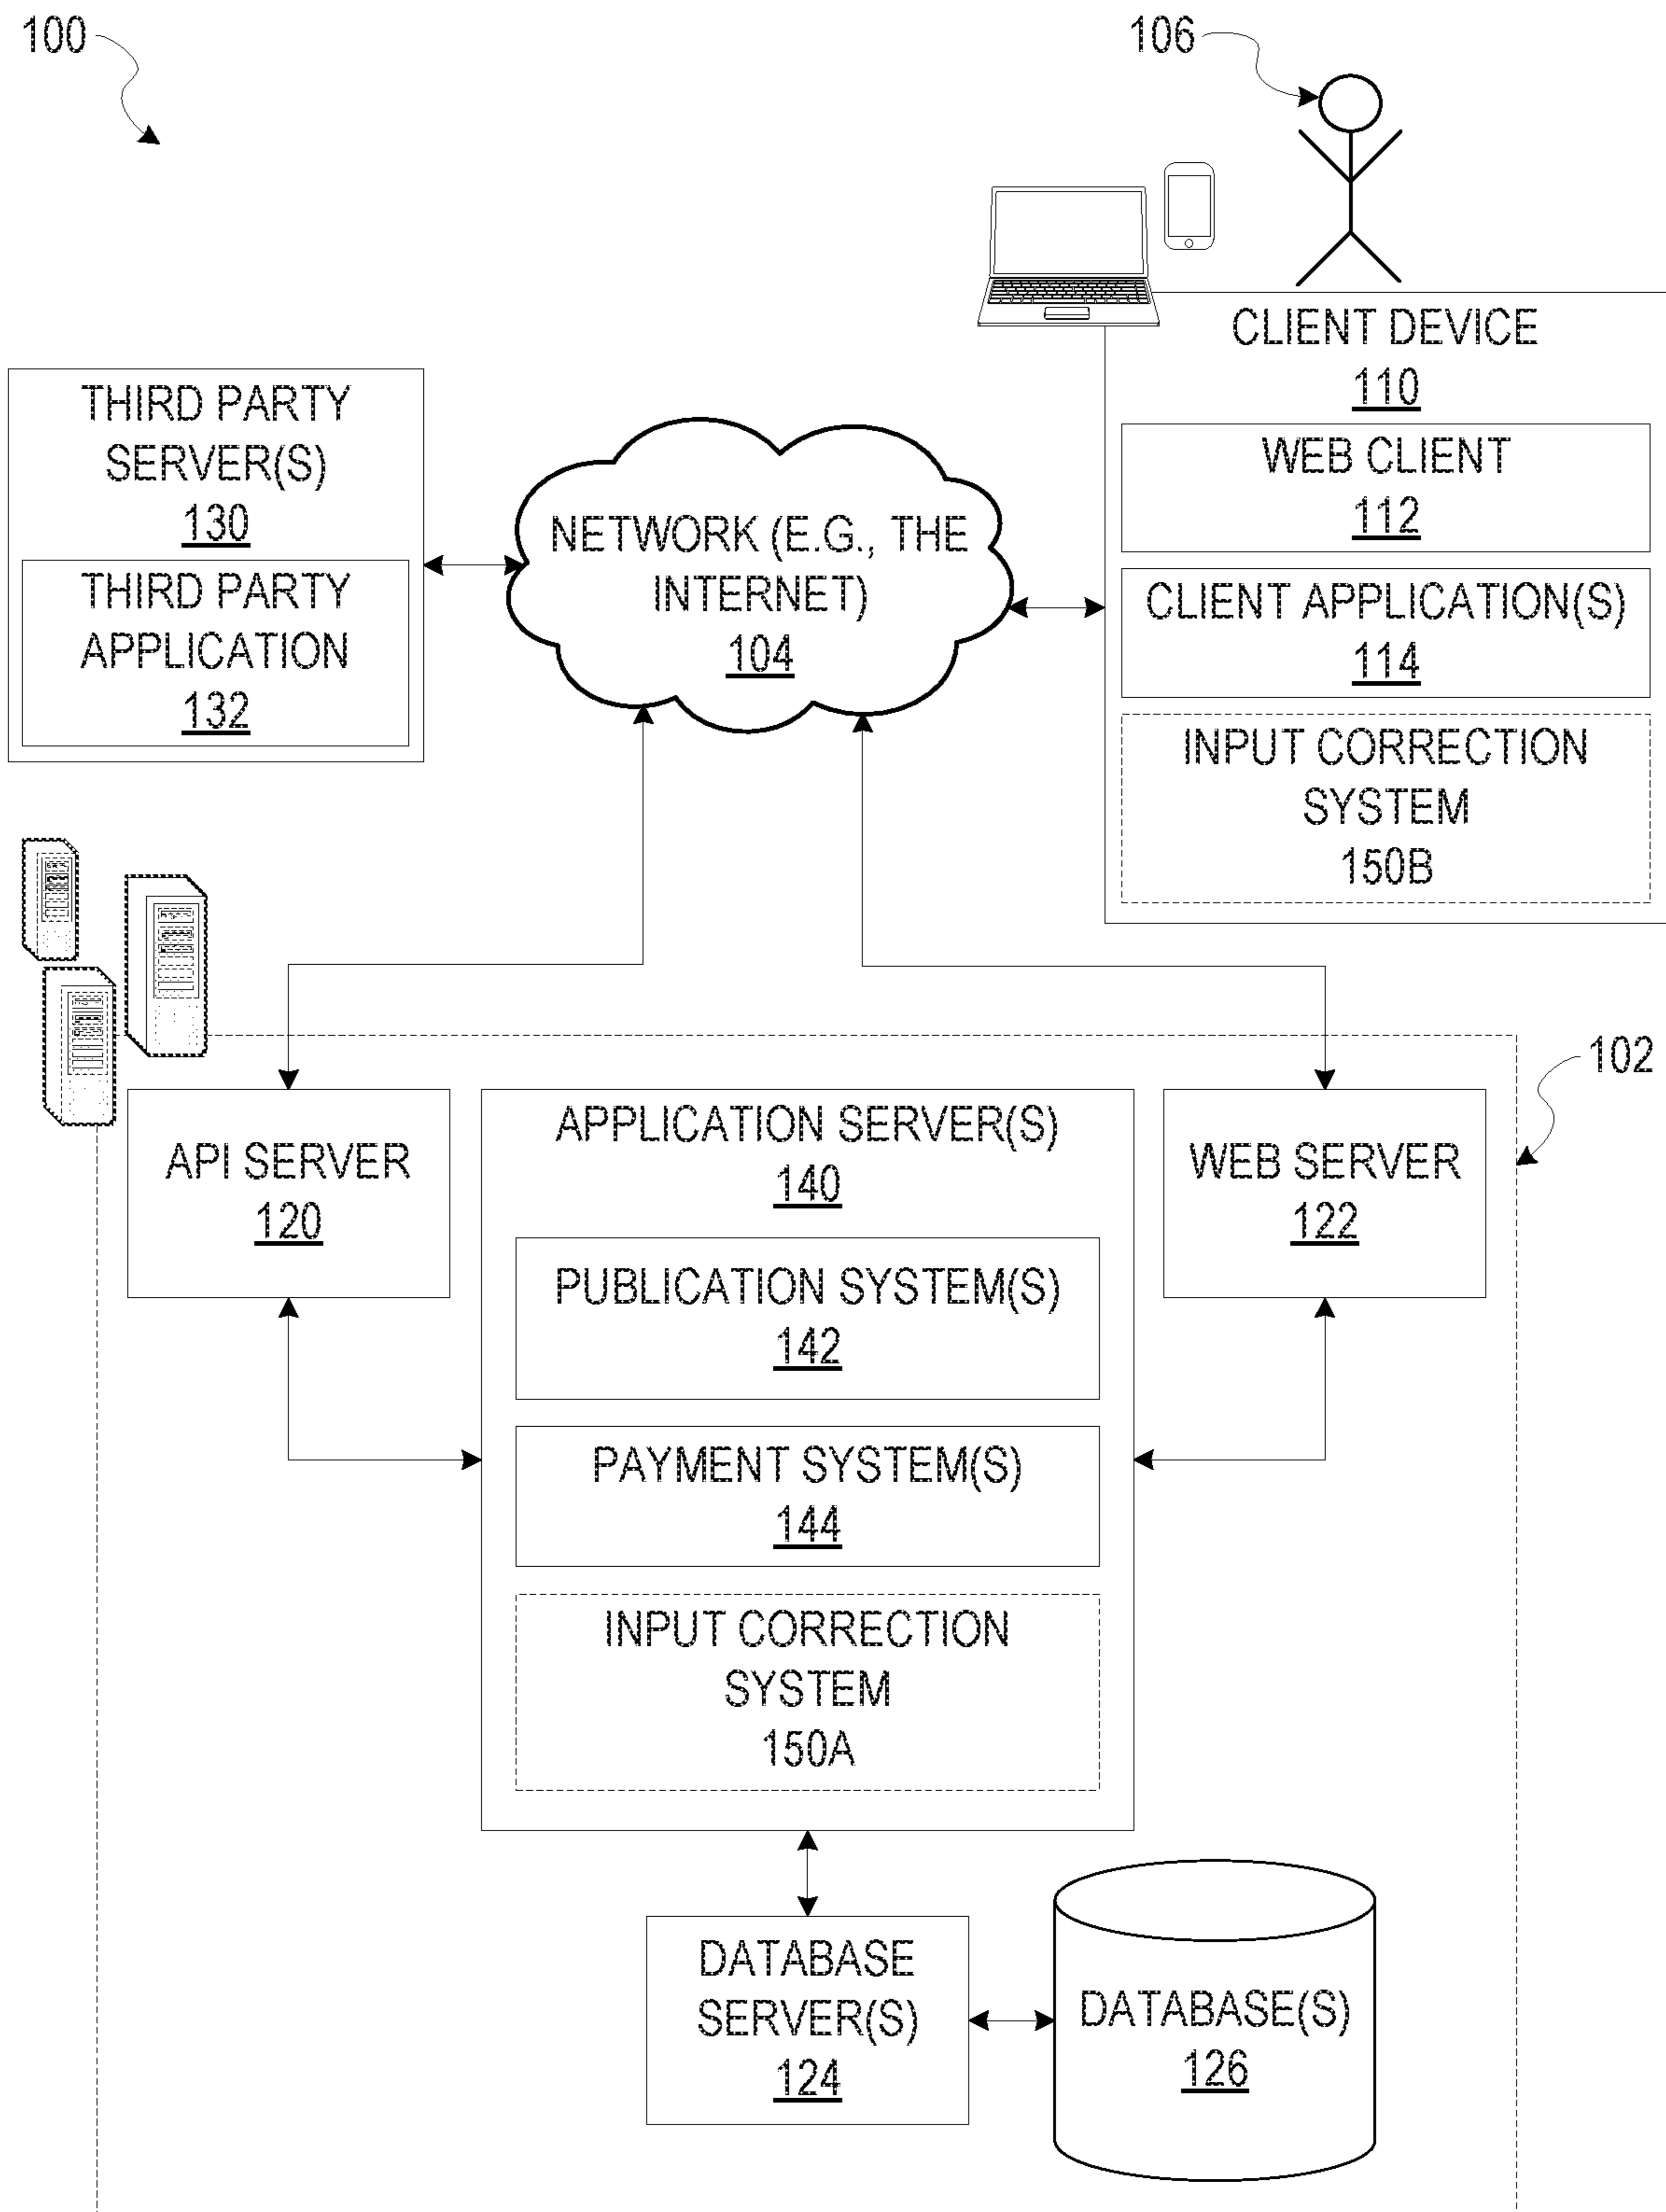 100
106
CLIENT DEVICE
110
WEB CLIENT
112
CLIENT APPLICATION(S)
114
INPUT CORRECTION
SYSTEM
150B
THIRD PARTY
SERVER(S)
130
THIRD PARTY
APPLICATION
132
NETWORK (E.G., THE
INTERNET)
104
102
API SERVER
120
APPLICATION SERVER(S)
140
PUBLICATION SYSTEM(S)
142
PAYMENT SYSTEM(S)
144
INPUT CORRECTION
SYSTEM
150A
WEB SERVER
122
DATABASE
SERVER(S)
124
DATABASE(S)
126